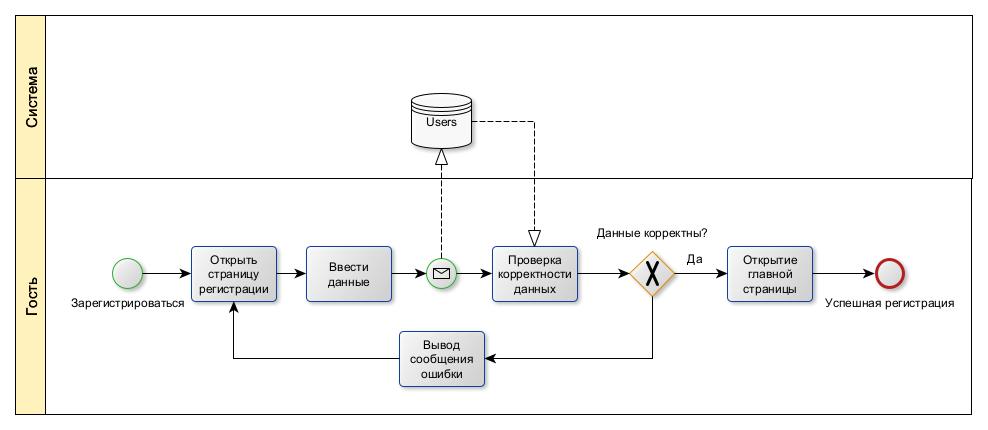 Система
Users
Гость
Зарегистрироваться
Открыть
страницу
регистрации
Ввести
данные
Проверка
корректности
данных
Данные корректны?
Да
Открытие
главной
страницы
Успешная регистрация
Вывод
сообщения
ошибки